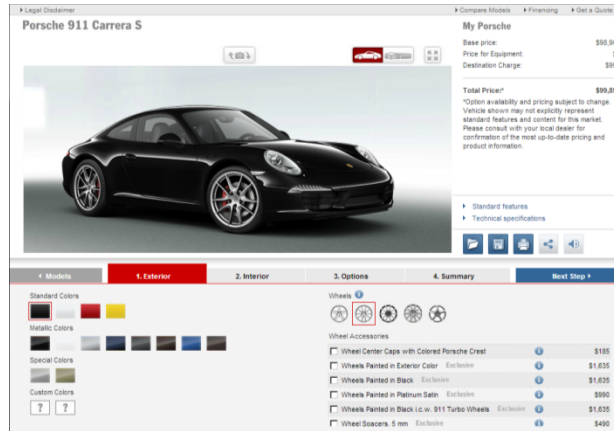 Legal Disclaimer
Compare Models Financing Get a Quote
Porsche 911 Carrera S
My Porsche
Base price:
Price for Equipment:
Destination Charge:
Total Price:*
*Option availability and pricing subject to change.
Vehicle shown may not explicitly represent
standard features and content for this market.
Please consult with your local dealer for
confirmation of the most up-to-date pricing and
product information.
Standard features
Technical specifications
Models 1. Exterior 2. Interior 3. Options 4. Summary Next Step
Standard Colors
Metallic Colors
Special Colors
Custom Colors
? ?
Wheels
Wheel Accessories
Wheel Center Caps with Colored Porsche Crest $185
Wheels Painted in Exterior Color Exclusive $1,635
Wheels Painted in Black Exclusive $1,635
Wheels Painted in Platinum Satin Exclusive $990
Wheels Painted in Black i.c.w. 911 Turbo Wheels Exclusive $1,635
Wheel Spacers, 5 mm Exclusive $490